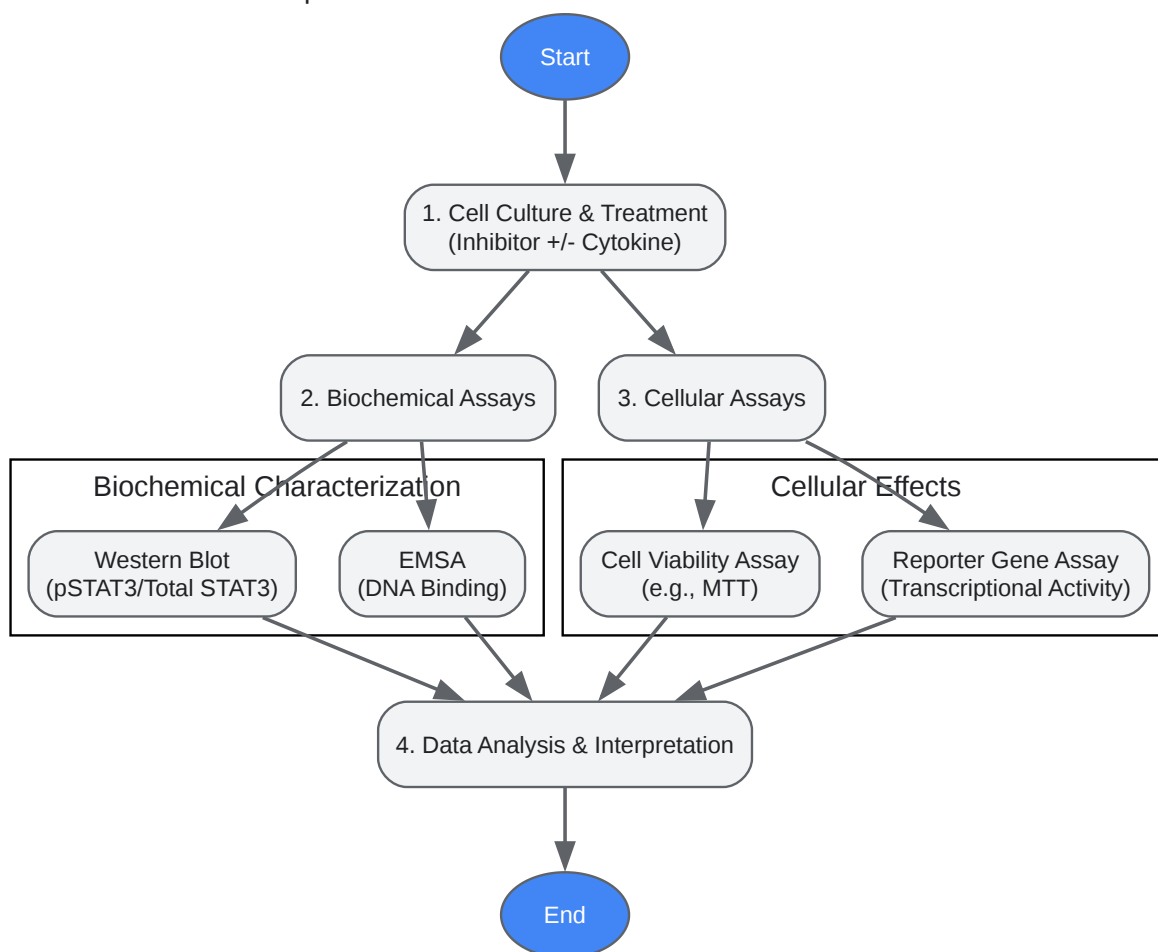 Start
1. Cell Culture & Treatment
(Inhibitor +/- Cytokine)
2. Biochemical Assays
3. Cellular Assays
Biochemical Characterization
Cellular Effects
Western Blot
(pSTAT3/Total STAT3)
EMSA
(DNA Binding)
Cell Viability Assay
(e.g., MTT)
Reporter Gene Assay
(Transcriptional Activity)
4. Data Analysis & Interpretation
End